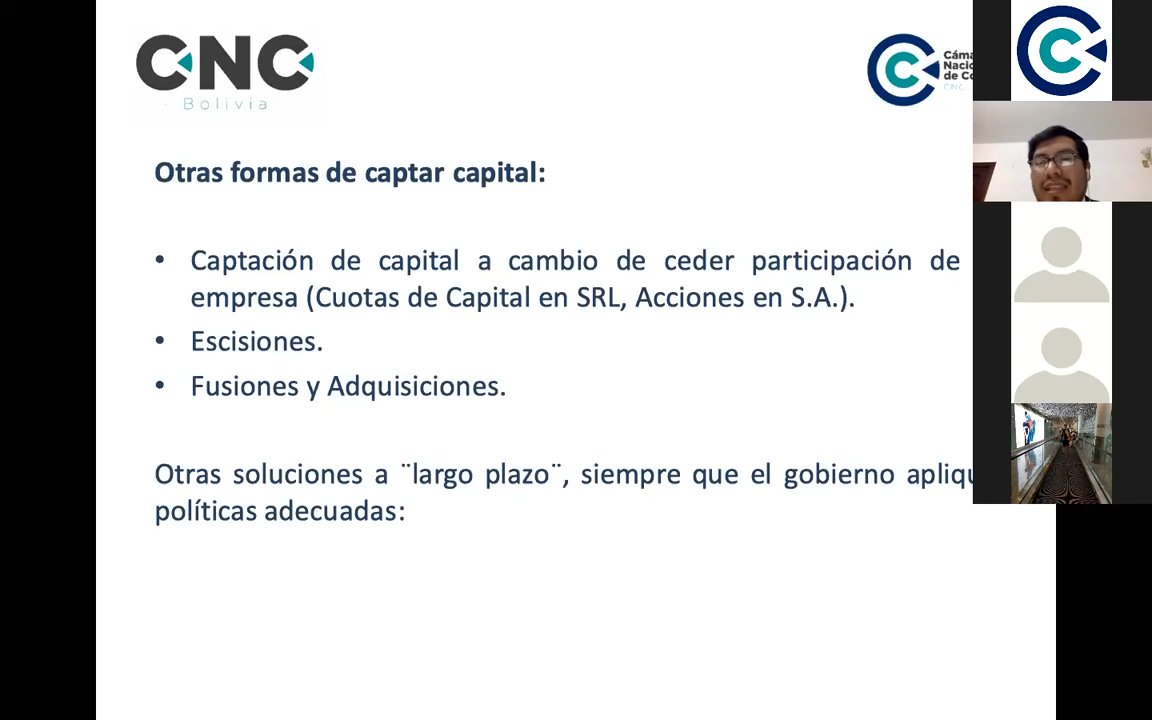 CNC
Bolivia
Otras formas de captar capital:
• Captación de capital a cambio de ceder participación de
empresa (Cuotas de Capital en SRL, Acciones en S.A.).
• Escisiones.
• Fusiones y Adquisiciones.
Otras soluciones a ¨largo plazo¨, siempre que el gobierno
políticas adecuadas: